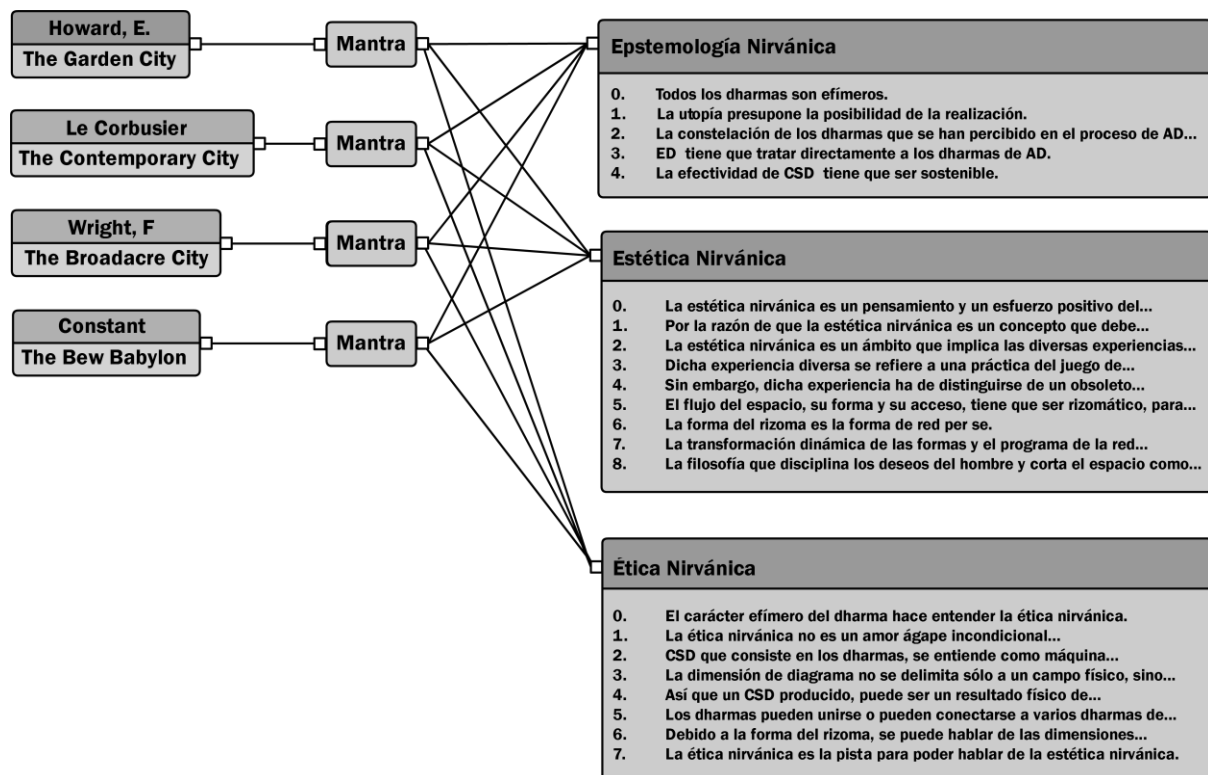 Howard, E.
The Garden City
Mantra
Le Corbusier
The Contemporary City
Mantra
Wright, F
The Broadacre City
Mantra
Constant
The Bew Babylon
Mantra
Epstemología Nirvánica
0. Todos los dharmas son efímeros.
1. La utopía presupone la posibilidad de la realización.
2. La constelación de los dharmas que se han percibido en el proceso de AD...
3. ED tiene que tratar directamente a los dharmas de AD.
4. La efectividad de CSD tiene que ser sostenible.
Estética Nirvánica
0. La estética nirvánica es un pensamiento y un esfuerzo positivo del...
1. Por la razón de que la estética nirvánica es un concepto que debe...
2. La estética nirvánica es un ámbito que implica las diversas experiencias...
3. Dicha experiencia diversa se refiere a una práctica del juego de...
4. Sin embargo, dicha experiencia ha de distinguirse de un obsoleto...
5. El flujo del espacio, su forma y su acceso, tiene que ser rizomático, para...
6. La forma del rizoma es la forma de red per se.
7. La transformación dinámica de las formas y el programa de la red...
8. La filosofía que disciplina los deseos del hombre y corta el espacio como...
Ética Nirvánica
0. El carácter efímero del dharma hace entender la ética nirvánica.
1. La ética nirvánica no es un amor ágape incondicional...
2. CSD que consiste en los dharmas, se entiende como máquina...
3. La dimensión de diagrama no se delimita sólo a un campo físico, sino...
4. Así que un CSD producido, puede ser un resultado físico de...
5. Los dharmas pueden unirse o pueden conectarse a varios dharmas de...
6. Debido a la forma del rizoma, se puede hablar de las dimensiones...
7. La ética nirvánica es la pista para poder hablar de la estética nirvánica.